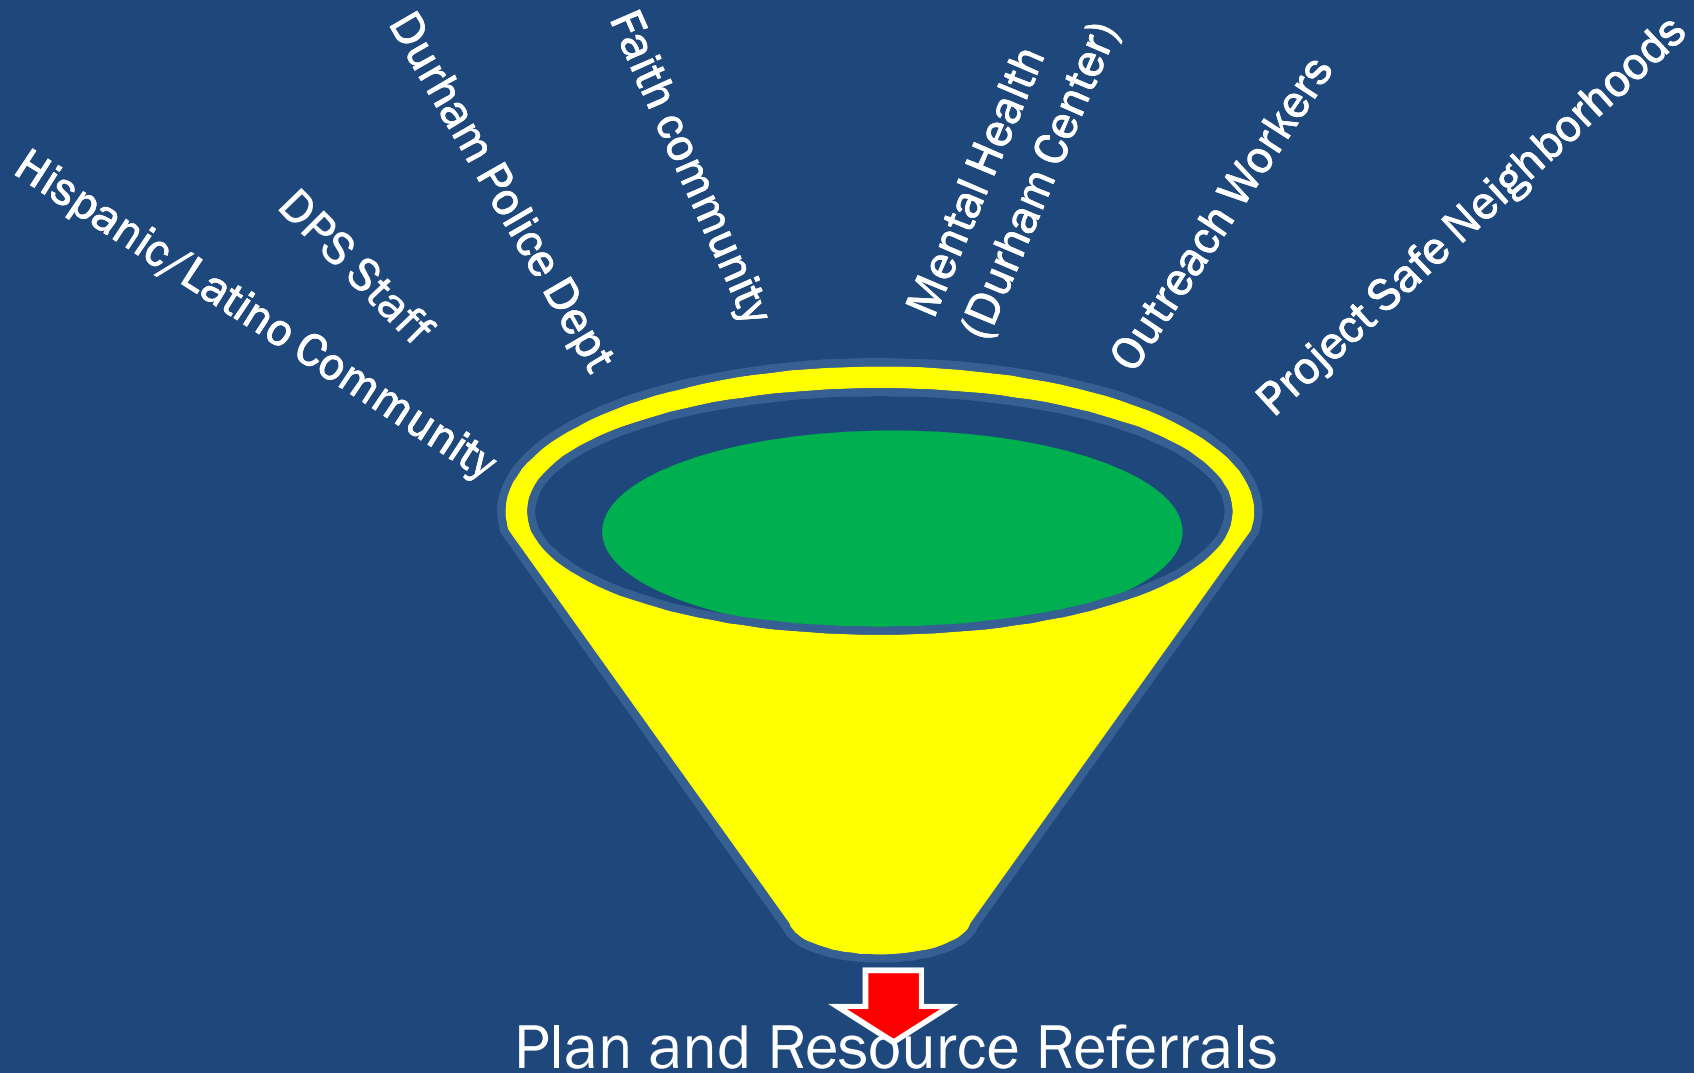 Hispanic/Latino Community
DPS Staff
Durham Police Dept
Faith community
Mental Health
(Durham Center)
Outreach Workers
Project Safe Neighborhoods
Plan and Resource Referrals